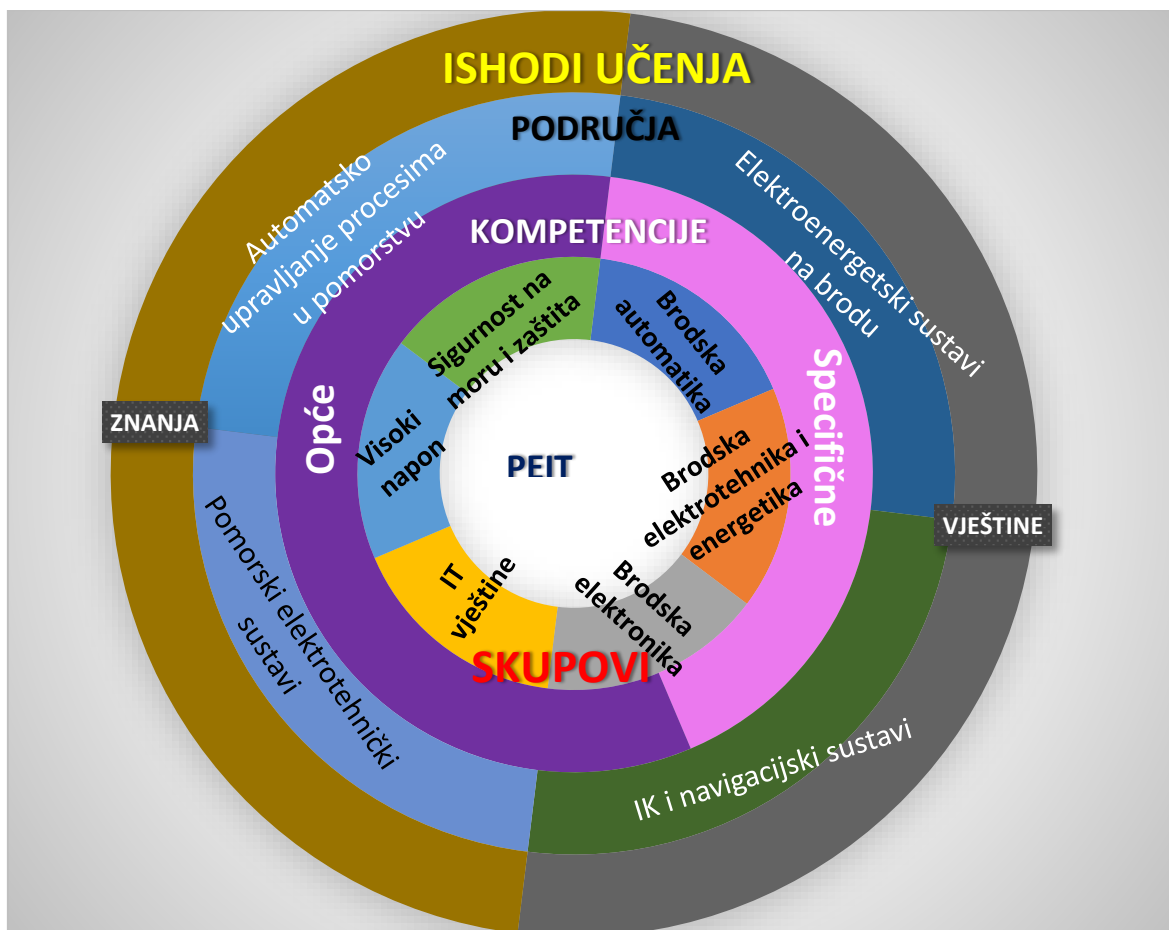 ISHODI UČENJA
PODRUČJA
Automatsko
upravljanje procesima
u pomorstvu
Elektroenergetski sustavi
na brodu
KOMPETENCIJE
Sigurnost na
moru i zaštita
Brodska
automatika
Opće
Specifične
ZNANJA
Visoki
napon
PEIT
Brodska
elektrotehnika i
energetika
VJEŠTINE
Pomorski elektrotehnički
sustavi
IT
vještine
Brodska
elektronika
SKUPOVI
IK i navigacijski sustavi